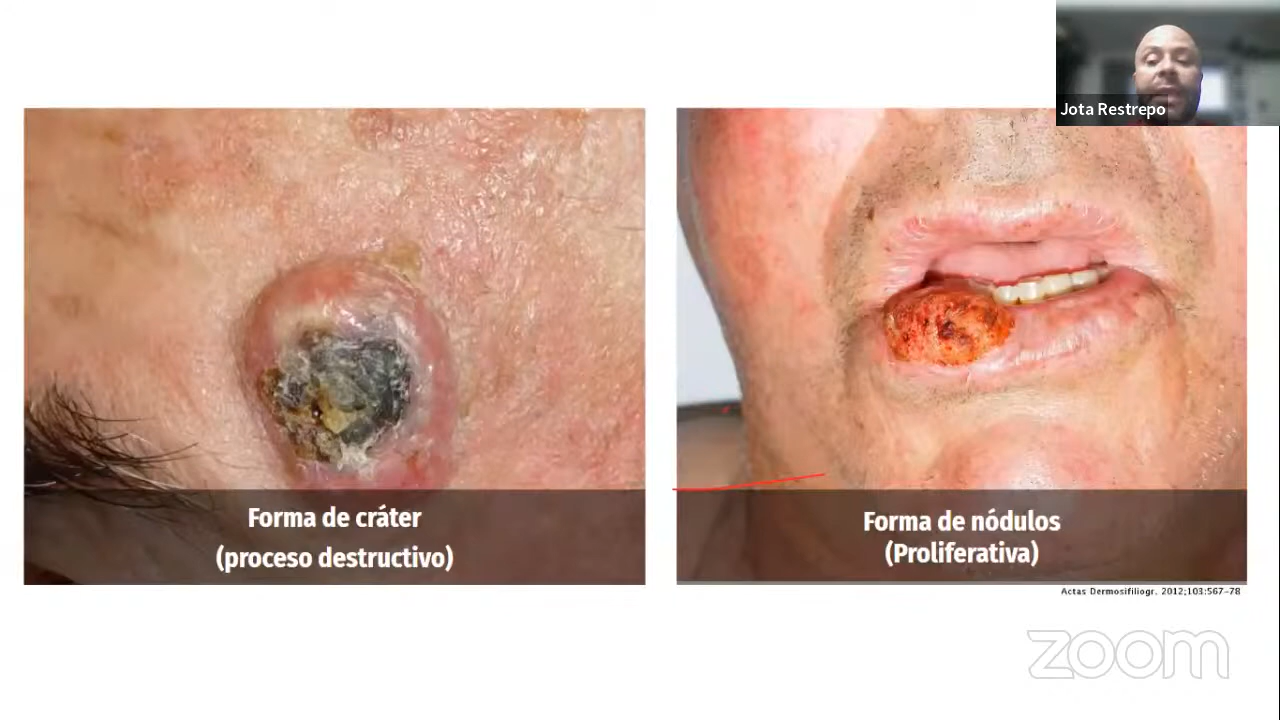 Jota Restrepo
Forma de cráter
(proceso destructivo)
Forma de nódulos
(Proliferativa)
Actas Dermosifiliogr. 2012;103:567-78
zoom